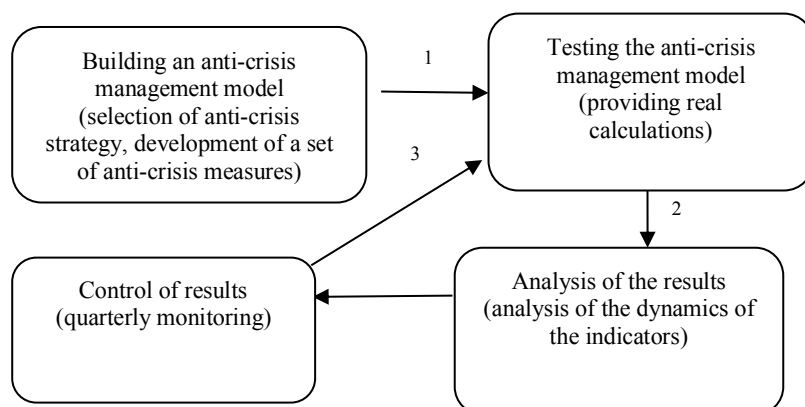 Building an anti-crisis
management model
(selection of anti-crisis
strategy, development of a set
of anti-crisis measures)
1
Testing the anti-crisis
management model
(providing real
calculations)
3
2
Control of results
(quarterly monitoring)
Analysis of the results
(analysis of the dynamics of
the indicators)